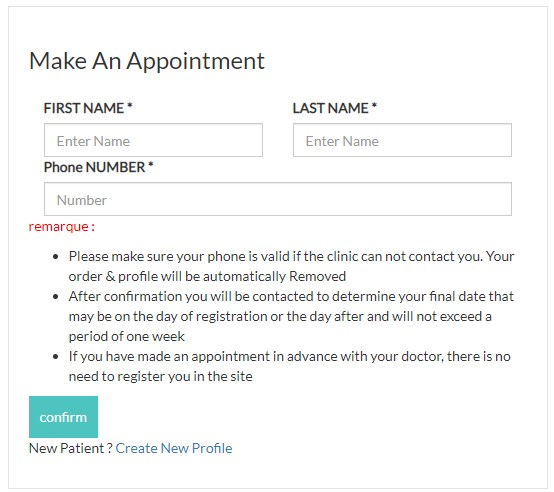 Make An Appointment
FIRST NAME * LAST NAME *
Enter Name Enter Name
Phone NUMBER *
Number
remarque :
Please make sure your phone is valid if the clinic can not contact you. Your
order & profile will be automatically Removed
After confirmation you will be contacted to determine your final date that
may be on the day of registration or the day after and will not exceed a
period of one week
If you have made an appointment in advance with your doctor, there is no
need to register you in the site
confirm
New Patient ? Create New Profile